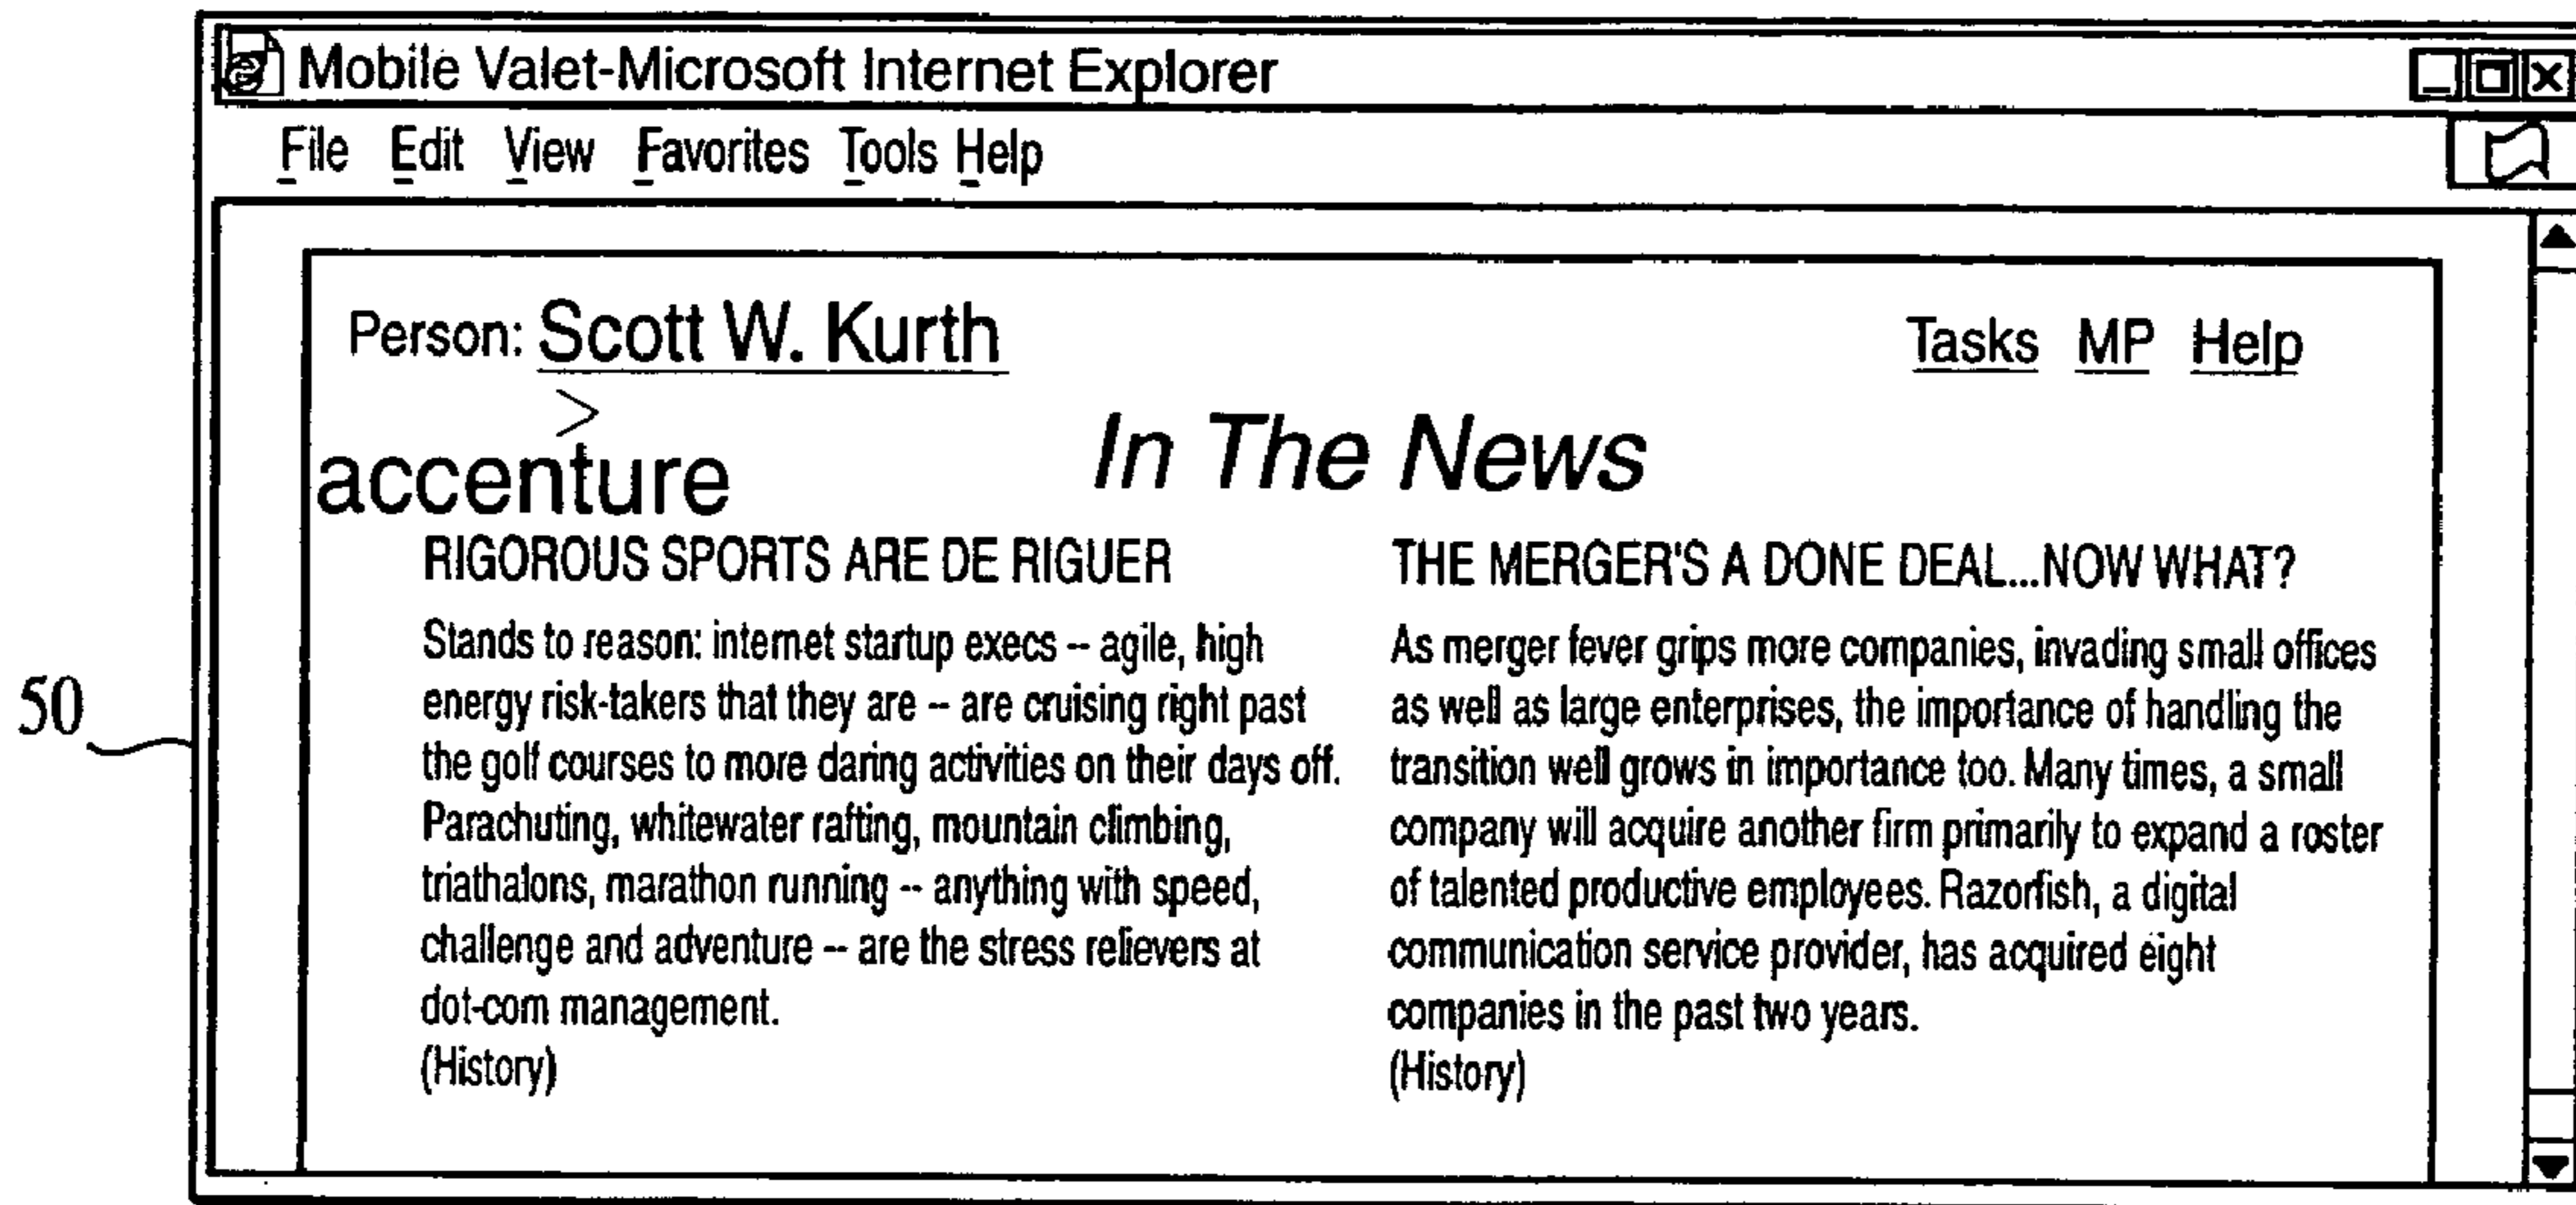 Mobile Valet-Microsoft Internet Explorer
File Edit View Favorites Tools Help
Person: Scott W. Kurth
Tasks MP Help
>
accenture
In The News
RIGOROUS SPORTS ARE DE RIGUER
Stands to reason: internet startup execs -- agile, high
energy risk-takers that they are -- are cruising right past
the golf courses to more daring activities on their days off.
Parachuting, whitewater rafting, mountain climbing,
triathalons, marathon running -- anything with speed,
challenge and adventure -- are the stress relievers at
dot-com management.
(History)
THE MERGER'S A DONE DEAL...NOW WHAT?
As merger fever grips more companies, invading small offices
as well as large enterprises, the importance of handling the
transition well grows in importance too. Many times, a small
company will acquire another firm primarily to expand a roster
of talented productive employees. Razorfish, a digital
communication service provider, has acquired eight
companies in the past two years.
(History)
50